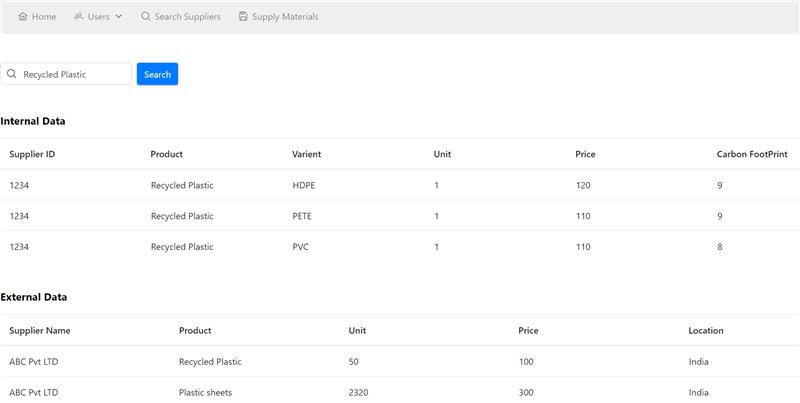 Home Users Search Suppliers Supply Materials
Recycled Plastic Search
Internal Data
Supplier ID Product Varient Unit Price Carbon FootPrint
1234 Recycled Plastic HDPE 1 120 9
1234 Recycled Plastic PETE 1 110 9
1234 Recycled Plastic PVC 1 110 8
External Data
Supplier Name Product Unit Price Location
ABC Pvt LTD Recycled Plastic 50 100 India
ABC Pvt LTD Plastic sheets 2320 300 India